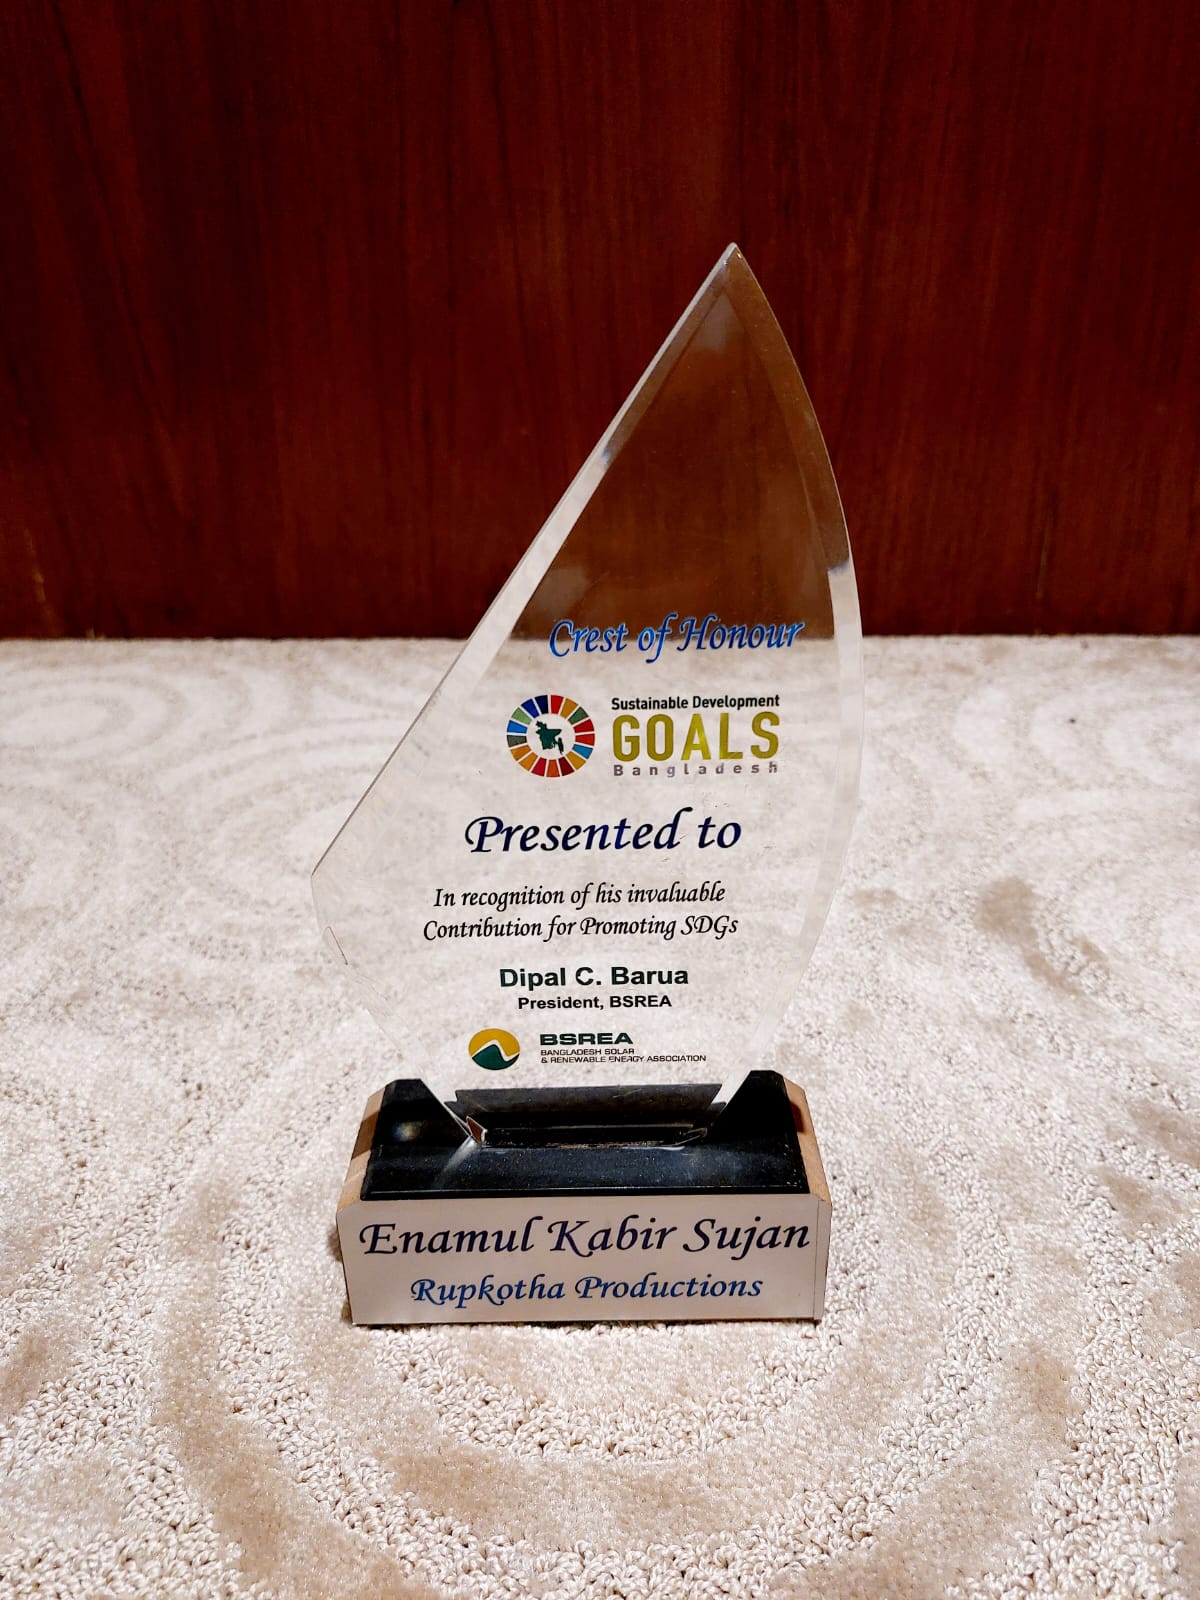 Crest of Honour
Sustainable Development
GOALS
Bangladesh
Presented to
In recognition of his invaluable
Contribution for Promoting SDGs
Dipal C. Barua
President, BSREA
BSREA
BANGLADESH SOLAR
& RENEWABLE ENERGY ASSOCIATION
Enamul Kabir Sujan
Rupkotha Productions